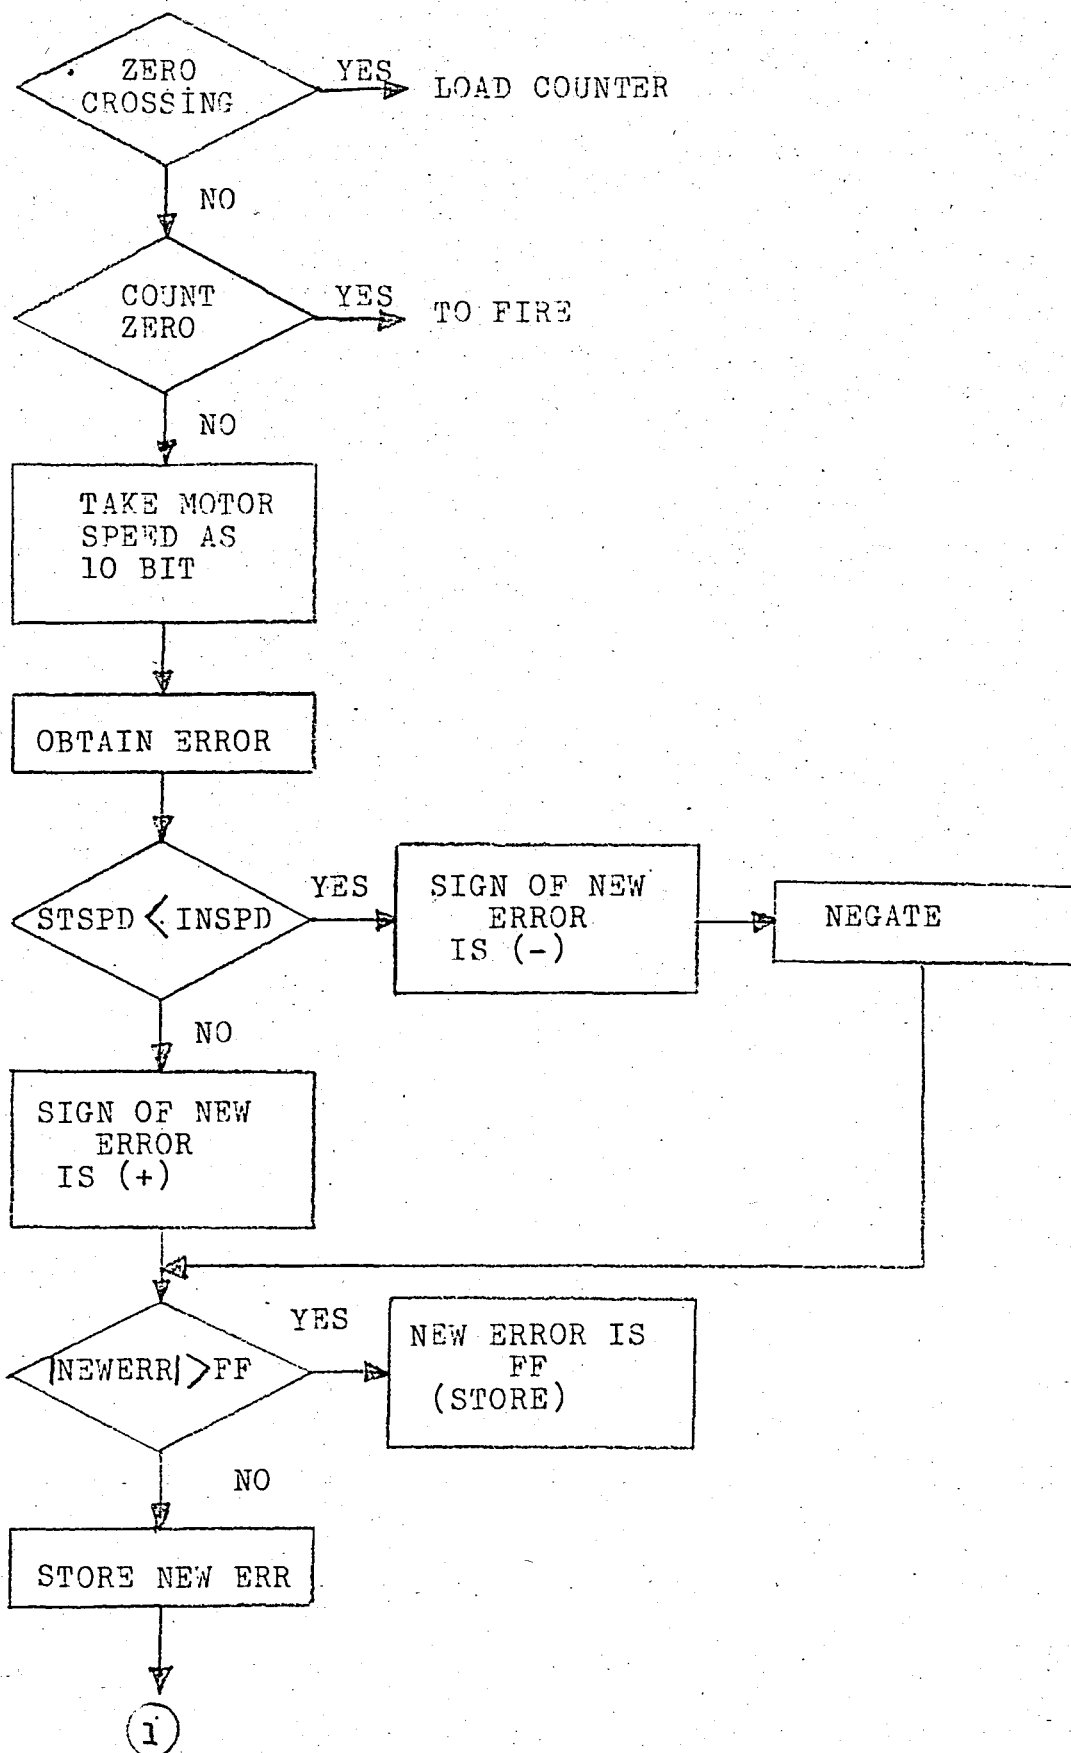 ZERO
CROSSING
YES
LOAD COUNTER
NO
COUNT
ZERO
YES
TO FIRE
NO
TAKE MOTOR
SPEED AS
10 BIT
OBTAIN ERROR
STSPD < INSPD
YES
SIGN OF NEW
ERROR
IS (-)
NEGATE
NO
SIGN OF NEW
ERROR
IS (+)
|NEWERR| > FF
YES
NEW ERROR IS
FF
(STORE)
NO
STORE NEW ERR
1